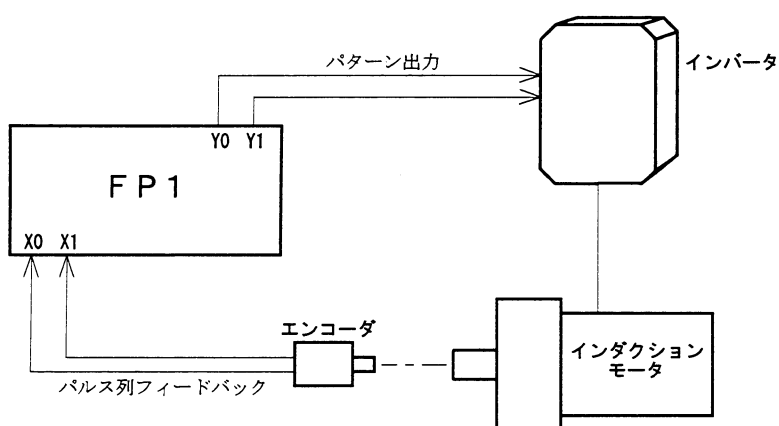 パターン出力
インバータ
Y0 Y1
FP1
X0 X1
エンコーダ
インダクション
モータ
パルス列フィードバック